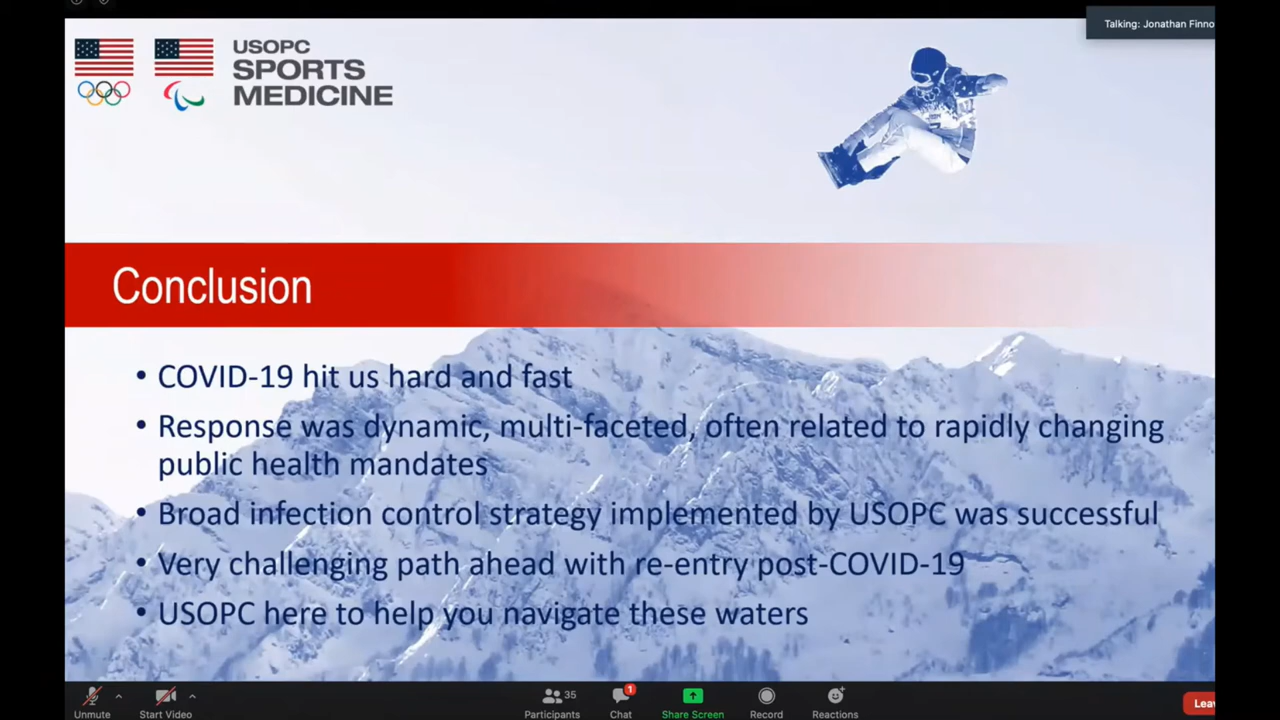 Talking: Jonathan Finno
USOPC
SPORTS
MEDICINE
Conclusion
• COVID-19 hit us hard and fast
• Response was dynamic, multi-faceted, often related to rapidly changing
public health mandates
• Broad infection control strategy implemented by USOPC was successful
• Very challenging path ahead with re-entry post-COVID-19
• USOPC here to help you navigate these waters
35
1
Unmute
Start Video
Participants
Chat
Share Screen
Record
Reactions
Lea